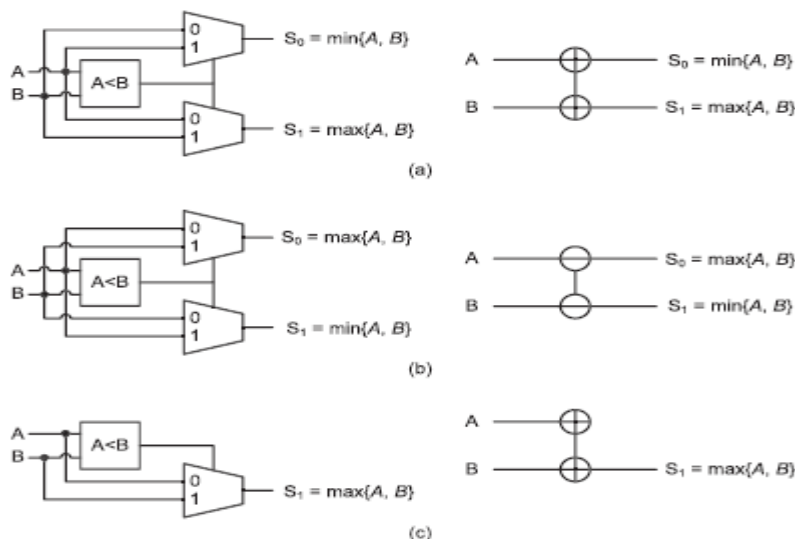 0
1
S₀ = min{A, B}
A
B
A<B
0
1
S₁ = max{A, B}
A
S₀ = min{A, B}
B
S₁ = max{A, B}
(a)
0
1
S₀ = max{A, B}
A
B
A<B
0
1
S₁ = min{A, B}
A
S₀ = max{A, B}
B
S₁ = min{A, B}
(b)
A
B
A<B
0
1
S₁ = max{A, B}
A
B
S₁ = max{A, B}
(c)